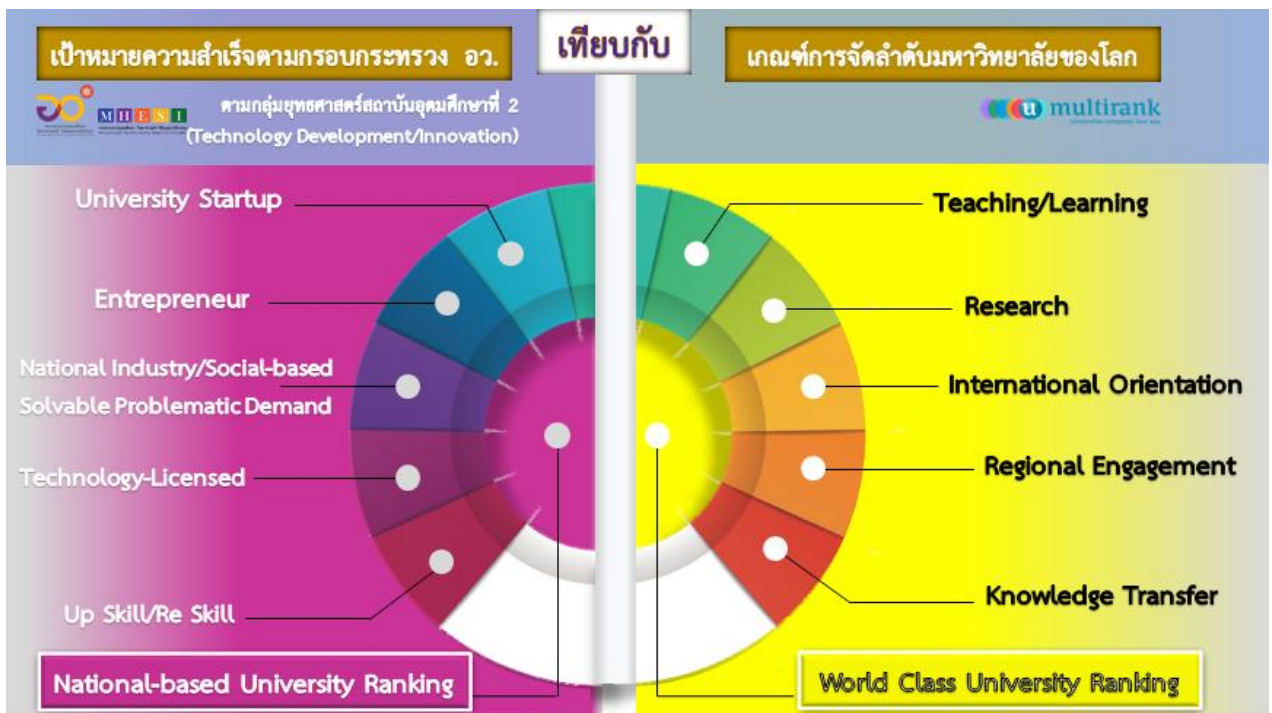 เป้าหมายความสำเร็จตามกรอบกระทรวง อว.
เทียบกับ
เกณฑ์การจัดลำดับมหาวิทยาลัยของโลก
MHESI
ตามกลุ่มยุทธศาสตร์สถาบันอุดมศึกษาที่ 2
(Technology Development/Innovation)
u multirank
University Startup
Entrepreneur
National Industry/Social-based
Solvable Problematic Demand
Technology-Licensed
Up Skill/Re Skill
National-based University Ranking
Teaching/Learning
Research
International Orientation
Regional Engagement
Knowledge Transfer
World Class University Ranking